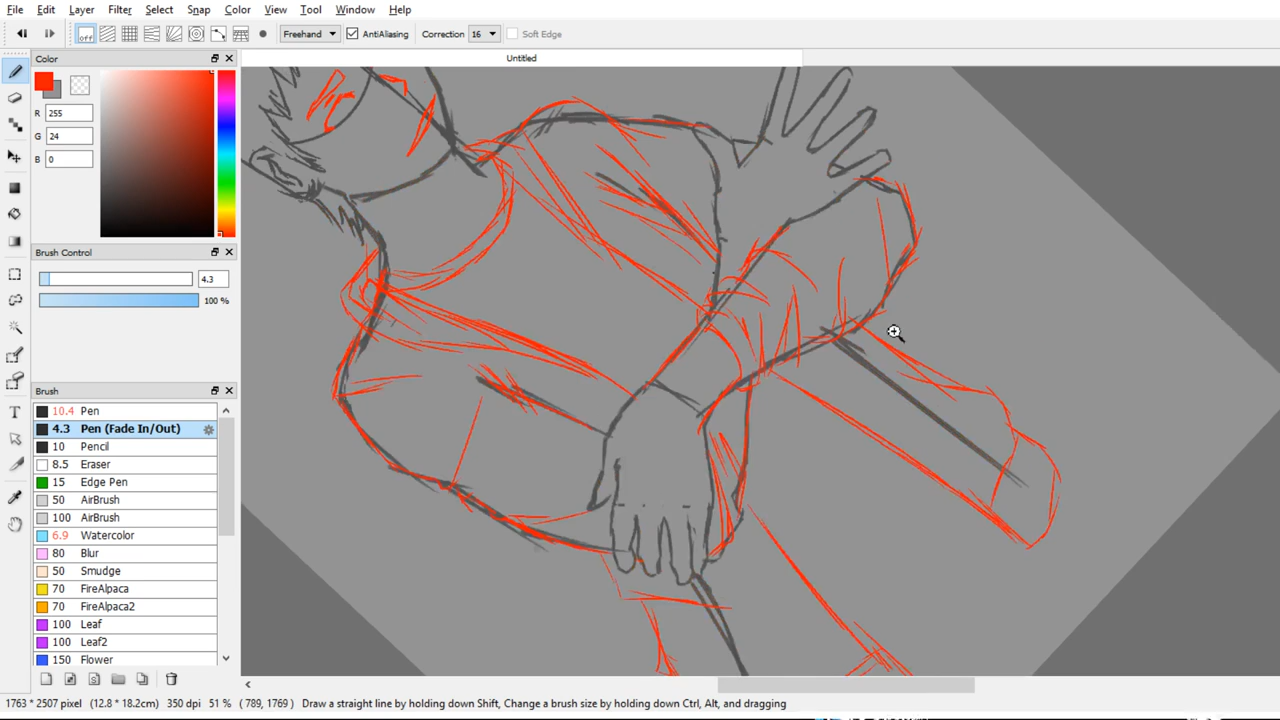 File Edit Layer Filter Select Snap Color View Tool Window Help
off Freehand AntiAliasing Correction 16 Soft Edge
Color
Untitled
R 255
G 24
B 0
Brush Control
4.3
100 %
Brush
10.4 Pen
4.3 Pen (Fade In/Out)
10 Pencil
8.5 Eraser
15 Edge Pen
50 AirBrush
100 AirBrush
6.9 Watercolor
80 Blur
50 Smudge
70 FireAlpaca
70 FireAlpaca2
100 Leaf
100 Leaf2
150 Flower
1763 * 2507 pixel (12.8 * 18.2cm) 350 dpi 51 % ( 789, 1769 ) Draw a straight line by holding down Shift, Change a brush size by holding down Ctrl, Alt, and dragging